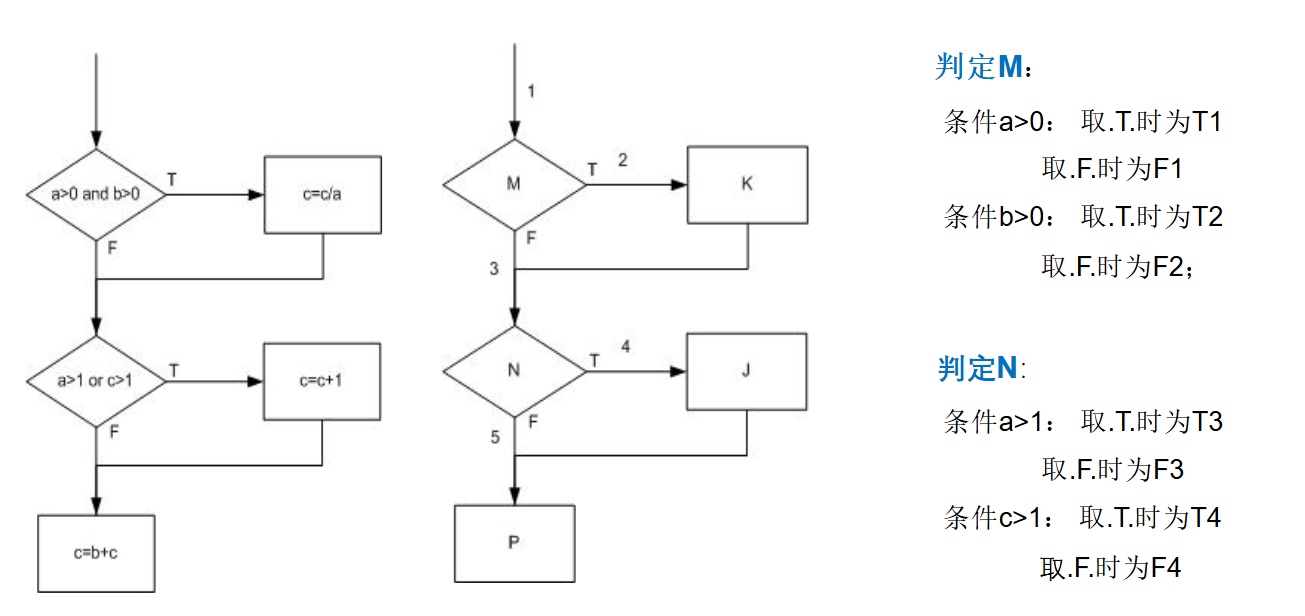 a>0 and b>0
T
c=c/a
F
a>1 or c>1
T
c=c+1
F
c=b+c
1
M
T
2
K
F
3
N
T
4
J
F
5
P
判定M：
条件a>0： 取.T.时为T1
取.F.时为F1
条件b>0： 取.T.时为T2
取.F.时为F2；
判定N:
条件a>1： 取.T.时为T3
取.F.时为F3
条件c>1： 取.T.时为T4
取.F.时为F4